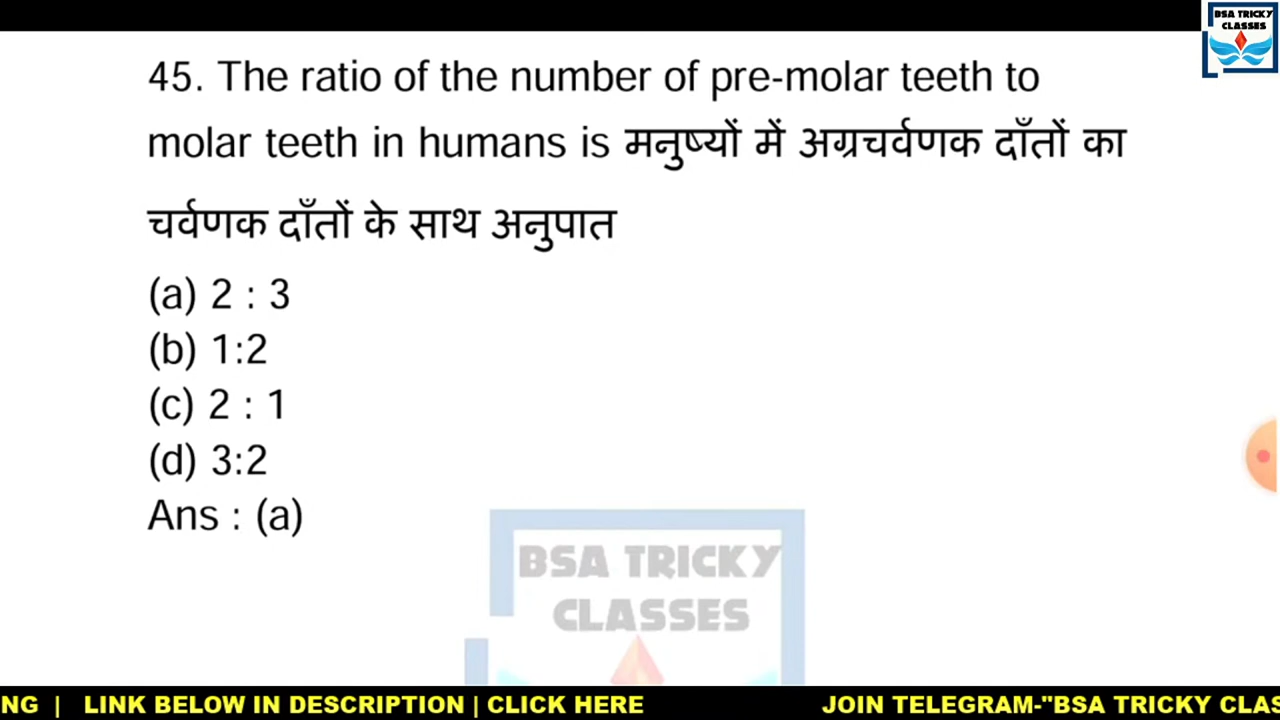 BSA TRICKY
CLASSES
45. The ratio of the number of pre-molar teeth to
molar teeth in humans is मनुष्यों में अग्रचर्वणक दाँतों का
चर्वणक दाँतों के साथ अनुपात
(a) 2 : 3
(b) 1:2
(c) 2 : 1
(d) 3:2
Ans : (a)
BSA TRICKY
CLASSES
NG | LINK BELOW IN DESCRIPTION | CLICK HERE JOIN TELEGRAM-"BSA TRICKY CLAS